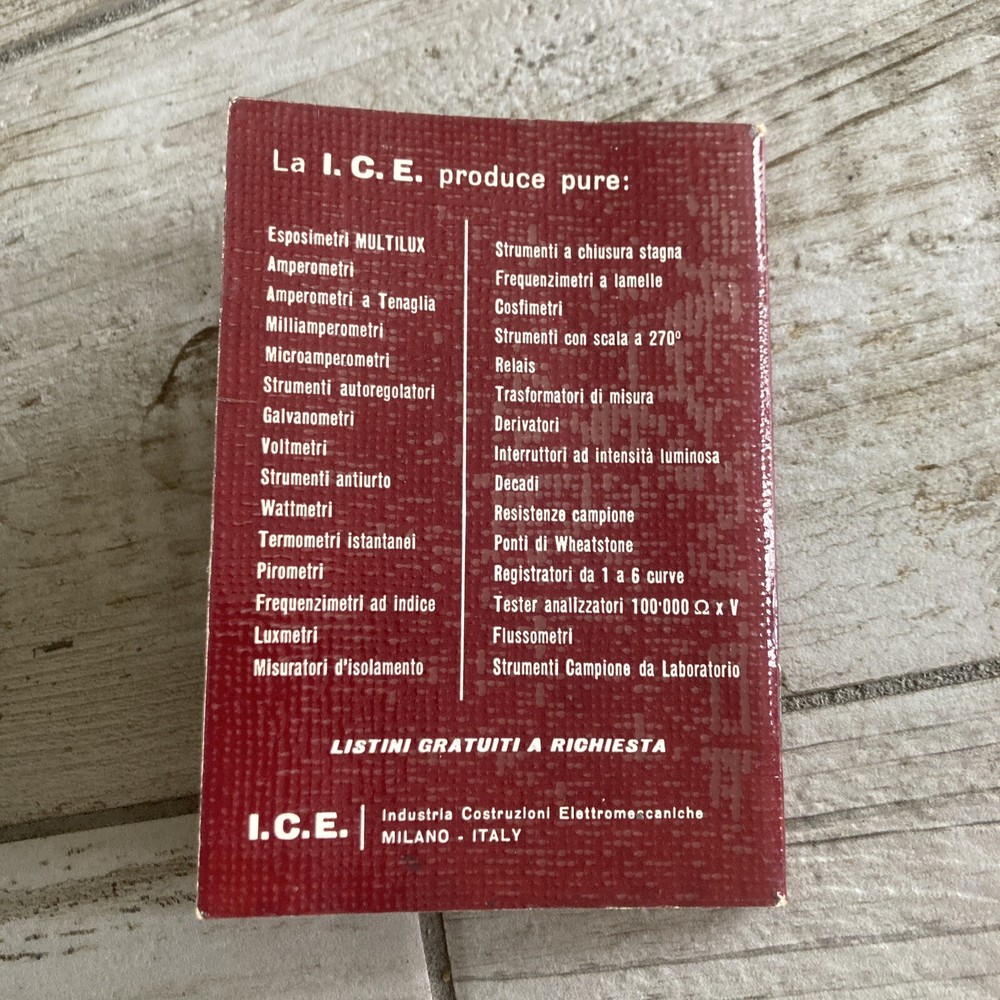 La I.C.E. produce pure:
Esposimetri MULTILUX
Amperometri
Amperometri a Tenaglia
Milliamperometri
Microamperometri
Strumenti autoregolatori
Galvanometri
Voltmetri
Strumenti antiurto
Wattmetri
Termometri istantanei
Pirometri
Frequenzimetri ad indice
Luxmetri
Misuratori d'isolamento
Strumenti a chiusura stagna
Frequenzimetri a lamelle
Cosfimetri
Strumenti con scala a 270°
Relais
Trasformatori di misura
Derivatori
Interruttori ad intensità luminosa
Decadi
Resistenze campione
Ponti di Wheatstone
Registratori da 1 a 6 curve
Tester analizzatori 100·000 Ω x V
Flussometri
Strumenti Campione da Laboratorio
LISTINI GRATUITI A RICHIESTA
I.C.E.
Industria Costruzioni Elettromeccaniche
MILANO - ITALY